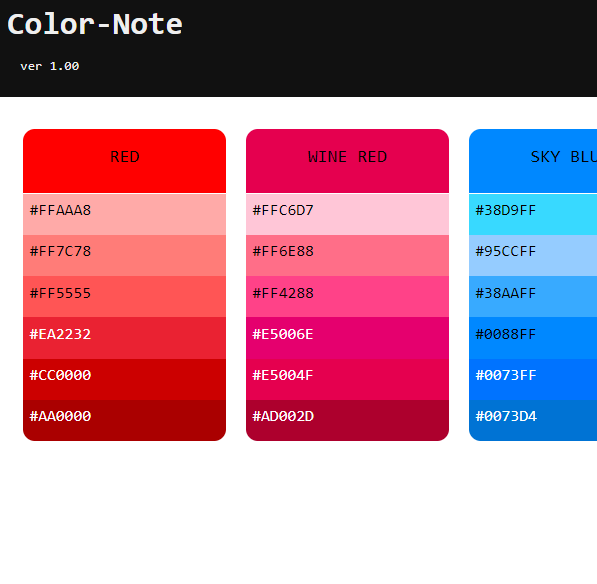 Color-Note
ver 1.00
RED
#FFAAA8
#FF7C78
#FF5555
#EA2232
#CC0000
#AA0000
WINE RED
#FFC6D7
#FF6E88
#FF4288
#E5006E
#E5004F
#AD002D
SKY BLU
#38D9FF
#95CCFF
#38AAFF
#0088FF
#0073FF
#0073D4